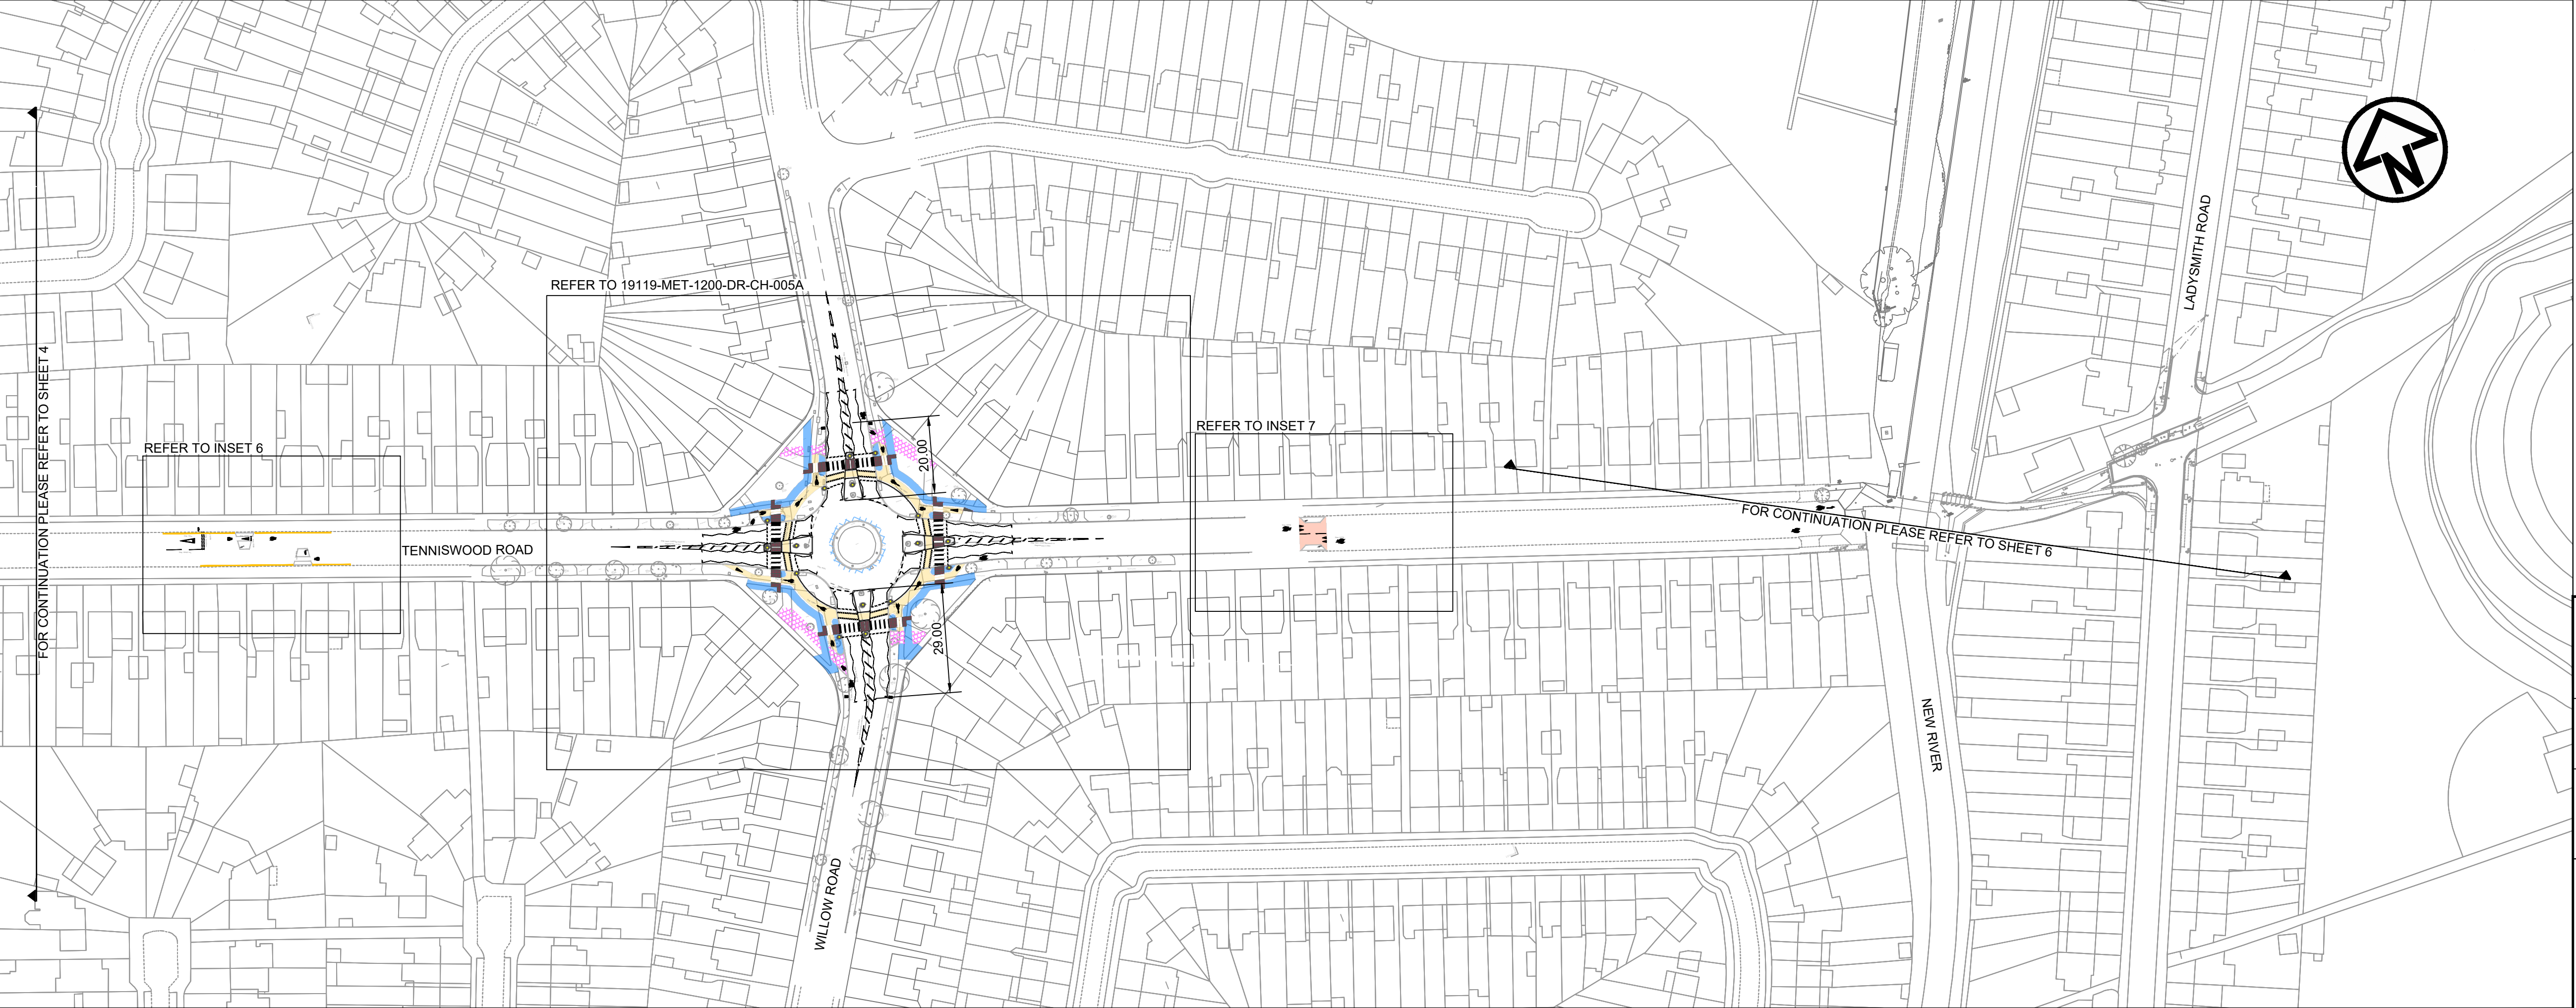 REFER TO 19119-MET-1200-DR-CH-005A
N
LADYSMITH ROAD
FOR CONTINUATION PLEASE REFER TO SHEET 4
REFER TO INSET 6
REFER TO INSET 7
20.00
FOR CONTINUATION PLEASE REFER TO SHEET 6
TENNISWOOD ROAD
29.00
NEW RIVER
WILLOW ROAD